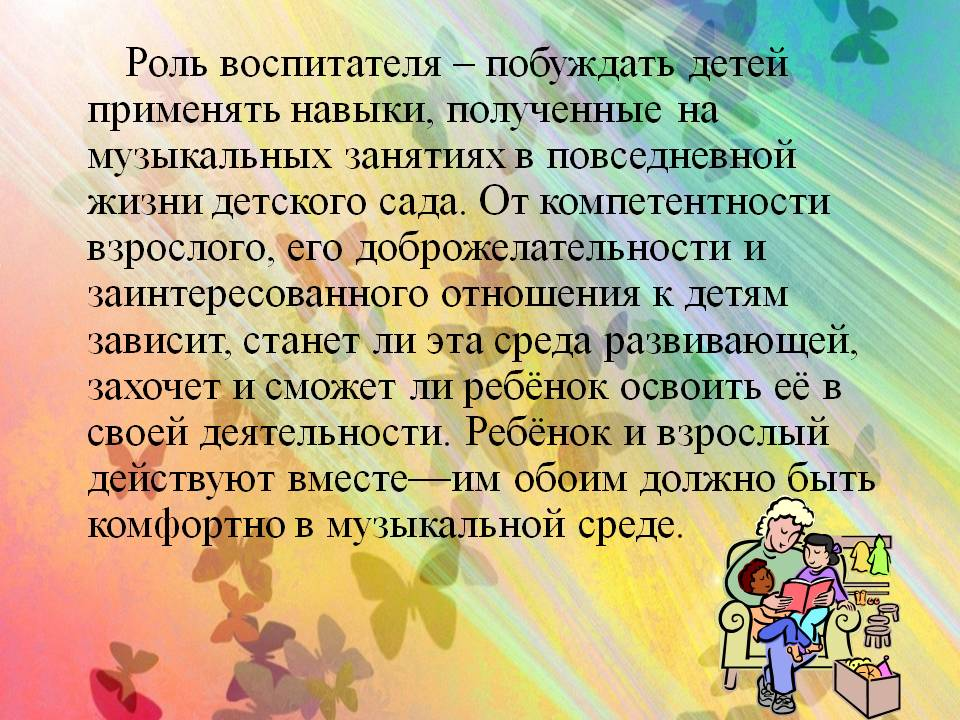 Роль воспитателя – побуждать детей
применять навыки, полученные на
музыкальных занятиях в повседневной
жизни детского сада. От компетентности
взрослого, его доброжелательности и
заинтересованного отношения к детям
зависит, станет ли эта среда развивающей,
захочет и сможет ли ребёнок освоить её в
своей деятельности. Ребёнок и взрослый
действуют вместе—им обоим должно быть
комфортно в музыкальной среде.